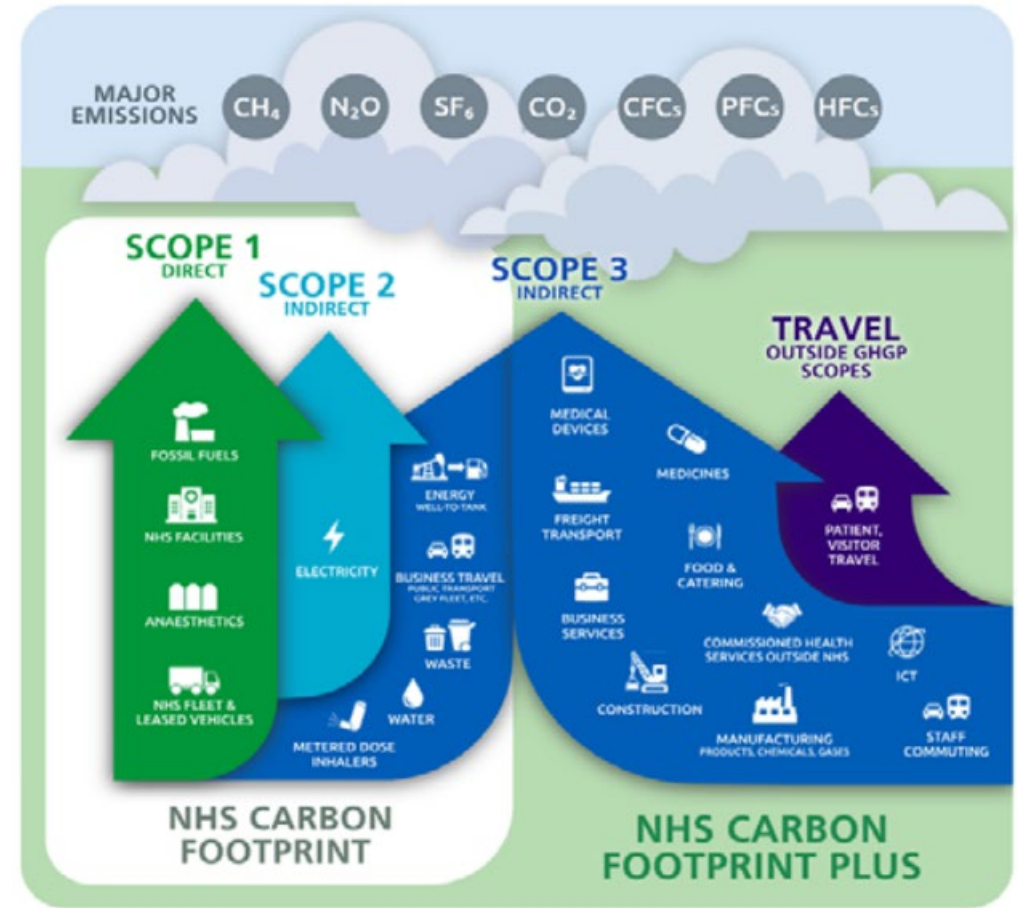 MAJOR
EMISSIONS
CH₄
N₂O
SF₆
CO₂
CFCs
PFCs
HFCs
SCOPE 1
DIRECT
SCOPE 2
INDIRECT
SCOPE 3
INDIRECT
TRAVEL
OUTSIDE GHGP
SCOPES
FOSSIL FUELS
NHS FACILITIES
ANAESTHETICS
NHS FLEET &
LEASED VEHICLES
ELECTRICITY
ENERGY
WELL-TO-TANK
BUSINESS TRAVEL
PUBLIC TRANSPORT
GREY FLEET, ETC.
WASTE
WATER
METERED DOSE
INHALERS
MEDICAL
DEVICES
MEDICINES
FREIGHT
TRANSPORT
FOOD &
CATERING
BUSINESS
SERVICES
COMMISSIONED HEALTH
SERVICES OUTSIDE NHS
CONSTRUCTION
MANUFACTURING
PRODUCTS, CHEMICALS, GASES
ICT
STAFF
COMMUTING
PATIENT,
VISITOR
TRAVEL
NHS CARBON
FOOTPRINT
NHS CARBON
FOOTPRINT PLUS